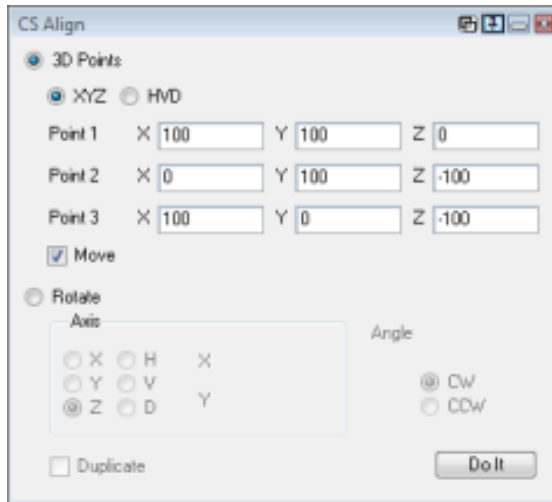 CS Align
3D Points
XYZ HVD
Point 1 X 100 Y 100 Z 0
Point 2 X 0 Y 100 Z -100
Point 3 X 100 Y 0 Z -100
Move
Rotate
Axis
Angle
X H X
Y V Y
Z D
CW
CCW
Duplicate
Do It